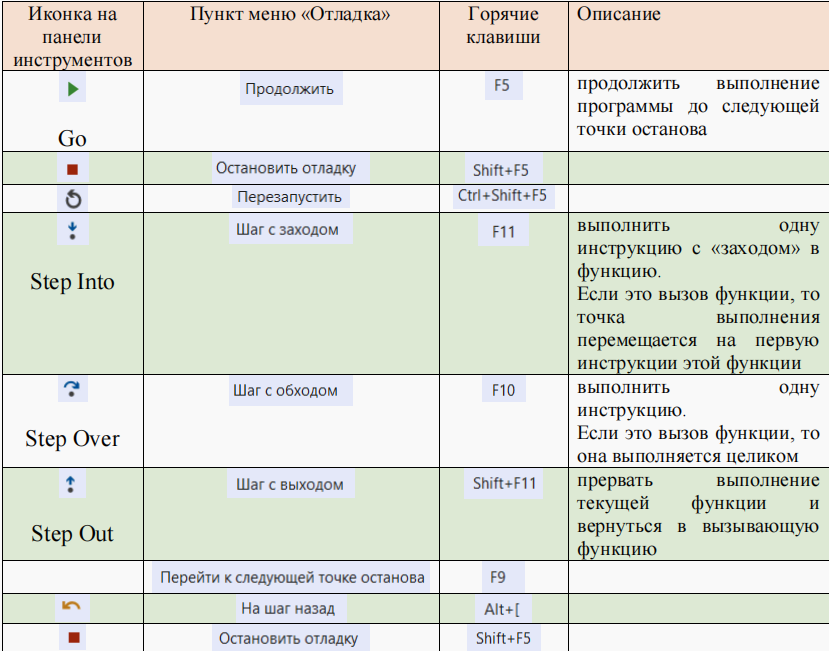 Иконка на
панели
инструментов
Пункт меню «Отладка»
Горячие
клавиши
Описание
Go
Продолжить
F5
продолжить выполнение
программы до следующей
точки останова
Остановить отладку
Shift+F5
Перезапустить
Ctrl+Shift+F5
Step Into
Шаг с заходом
F11
выполнить одну
инструкцию с «заходом» в
функцию.
Если это вызов функции, то
точка выполнения
перемещается на первую
инструкции этой функции
Step Over
Шаг с обходом
F10
выполнить одну
инструкцию.
Если это вызов функции, то
она выполняется целиком
Step Out
Шаг с выходом
Shift+F11
прервать выполнение
текущей функции и
вернуться в вызывающую
функцию
Перейти к следующей точке останова
F9
На шаг назад
Alt+[
Остановить отладку
Shift+F5